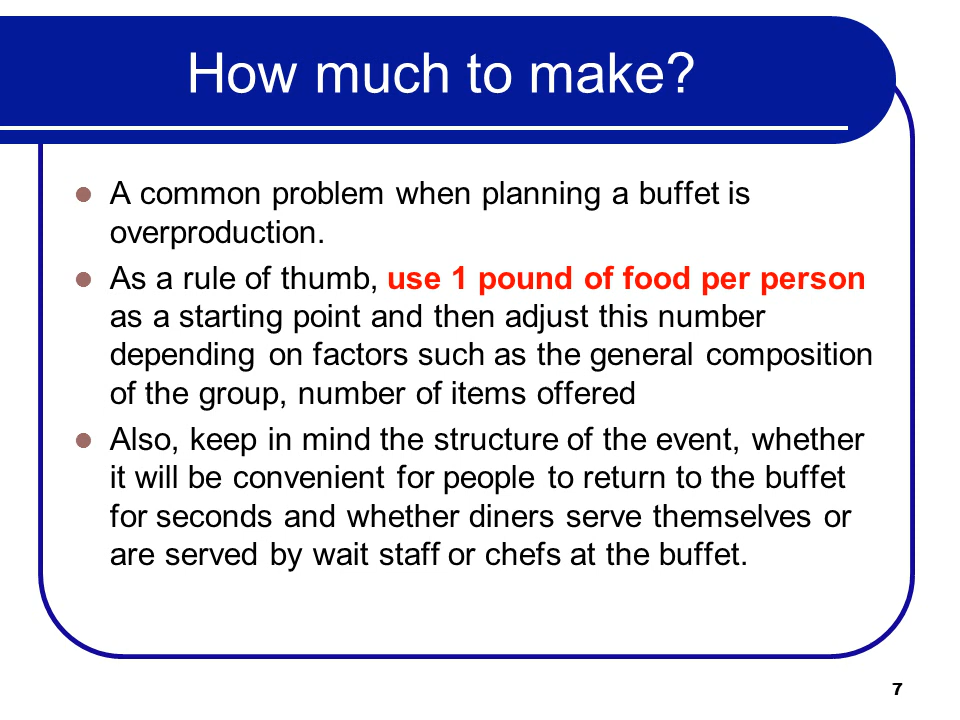 How much to make?
A common problem when planning a buffet is
overproduction.
As a rule of thumb, use 1 pound of food per person
as a starting point and then adjust this number
depending on factors such as the general composition
of the group, number of items offered
Also, keep in mind the structure of the event, whether
it will be convenient for people to return to the buffet
for seconds and whether diners serve themselves or
are served by wait staff or chefs at the buffet.
7